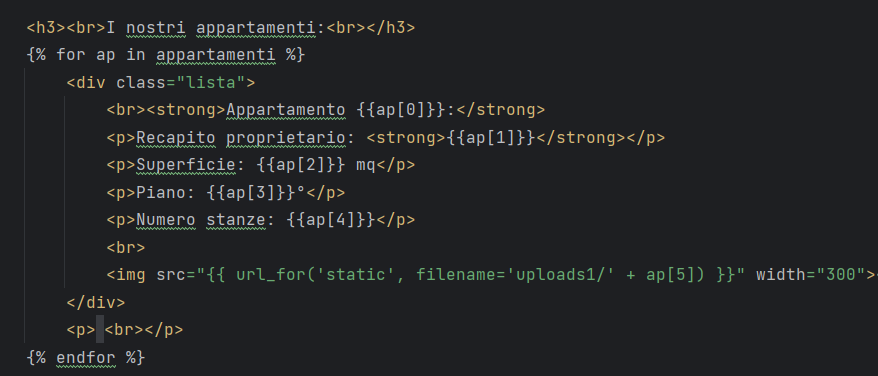 <h3><br>I nostri appartamenti:<br></h3>
{% for ap in appartamenti %}
<div class="lista">
<br><strong>Appartamento {{ap[0]}}:</strong>
<p>Recapito proprietario: <strong>{{ap[1]}}</strong></p>
<p>Superficie: {{ap[2]}} mq</p>
<p>Piano: {{ap[3]}}°</p>
<p>Numero stanze: {{ap[4]}}</p>
<br>
<img src="{{ url_for('static', filename='uploads1/' + ap[5]) }}" width="300">
</div>
<p> <br></p>
{% endfor %}